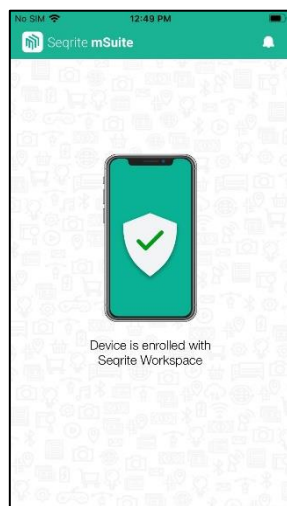 No SIM 12:49 PM
Seqrite mSuite
Device is enrolled with
Seqrite Workspace